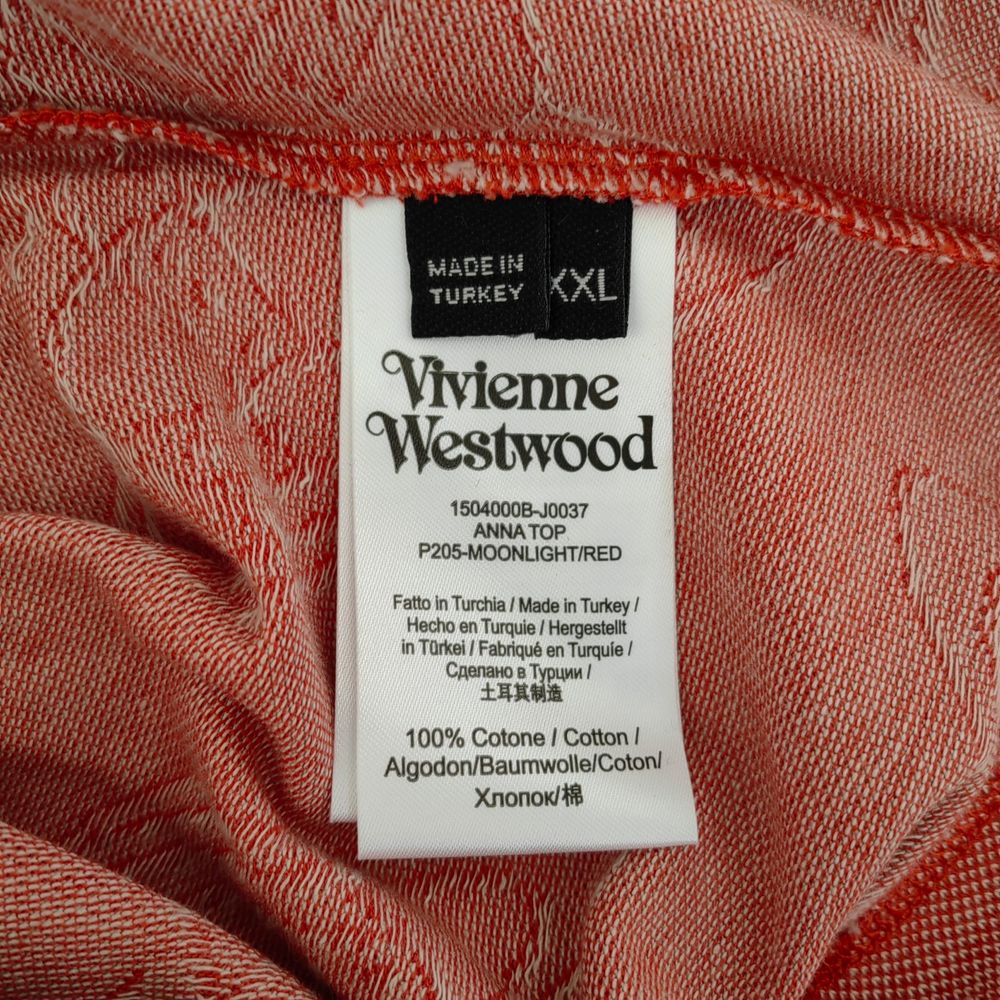 MADE IN
TURKEY
XXL
Vivienne
Westwood
1504000B-J0037
ANNA TOP
P205-MOONLIGHT/RED
Fatto in Turchia / Made in Turkey /
Hecho en Turquie / Hergestellt
in Türkei / Fabriqué en Turquie /
Сделано в Турции /
土耳其制造
100% Cotone / Cotton /
Algodon/Baumwolle/Coton/
Хлопок/棉